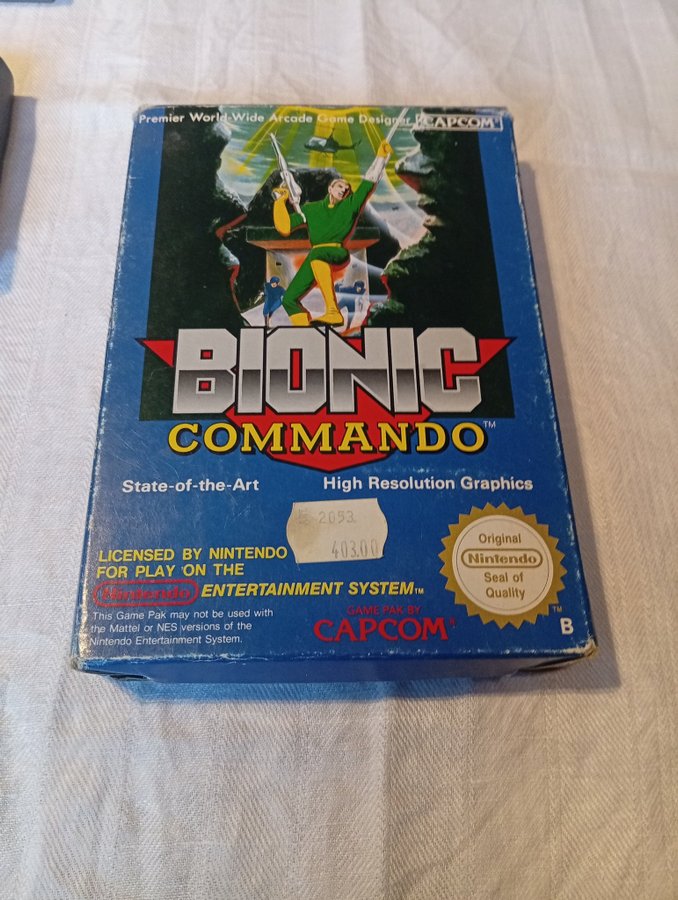 Premier World-Wide Arcade Game Designer CAPCOM®
BIONIC
COMMANDO™
State-of-the-Art High Resolution Graphics
2653
403.00
LICENSED BY NINTENDO
FOR PLAY ON THE
Nintendo ENTERTAINMENT SYSTEM™
This Game Pak may not be used with
the Mattel or NES versions of the
Nintendo Entertainment System.
GAME PAK BY
CAPCOM®
Original
Nintendo
Seal of
Quality
™
B